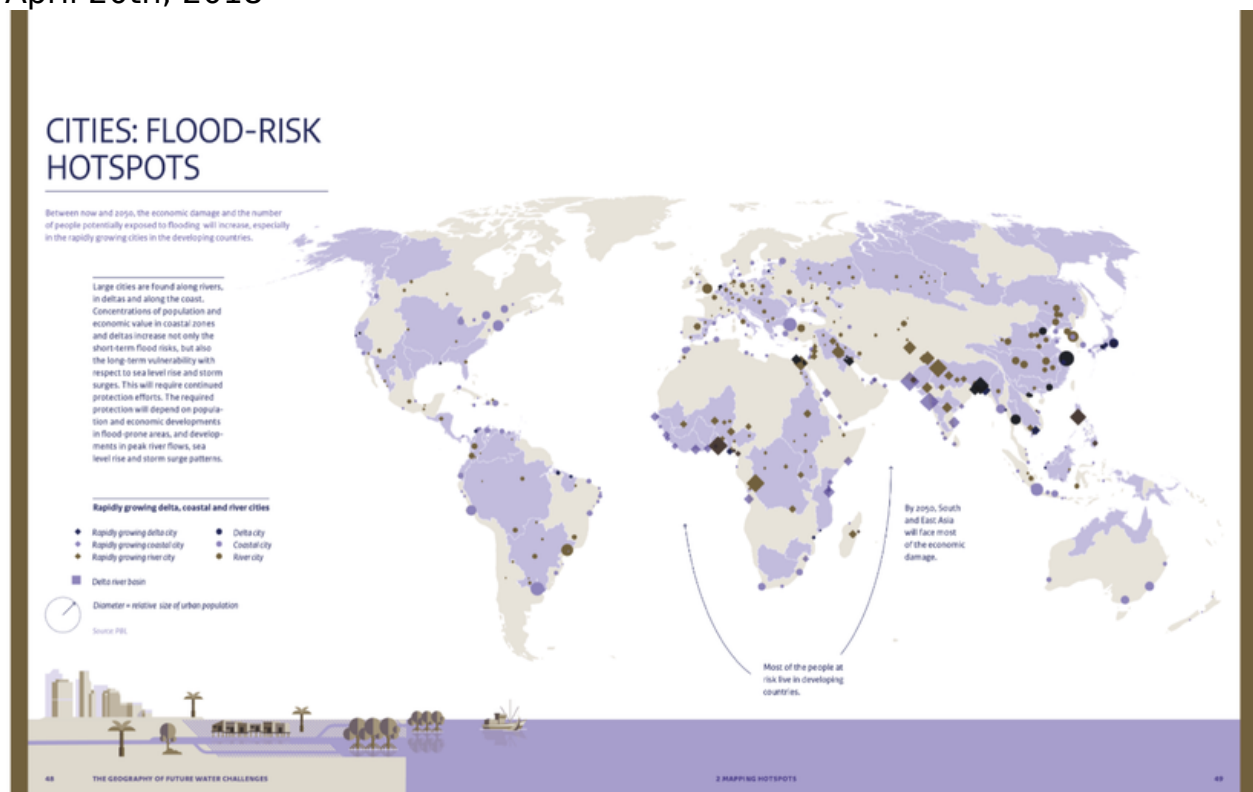 April 20th, 2018
CITIES: FLOOD-RISK
HOTSPOTS
Between now and 2050, the economic damage and the number
of people potentially exposed to flooding will increase, especially
in the rapidly growing cities in the developing countries.
Large cities are found along rivers,
in deltas and along the coast.
Concentrations of population and
economic value in coastal zones
and deltas increase not only the
short-term flood risks, but also
the long-term vulnerability with
respect to sea level rise and storm
surges. This will require continued
protection efforts. The required
protection will depend on popula-
tion and economic developments
in flood-prone areas, and develop-
ments in peak river flows, sea
level rise and storm surge patterns.
Rapidly growing delta, coastal and river cities
Rapidly growing delta city
Rapidly growing coastal city
Rapidly growing river city
Delta city
Coastal city
River city
Delta river basin
Diameter = relative size of urban population
Source: PBL
By 2050, South
and East Asia
will face most
of the economic
damage.
Most of the people at
risk live in developing
countries.
48 THE GEOGRAPHY OF FUTURE WATER CHALLENGES
2 MAPPING HOTSPOTS 49